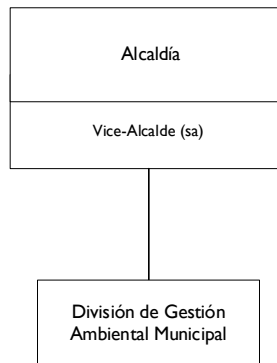 Alcaldía
Vice-Alcalde (sa)
División de Gestión
Ambiental Municipal